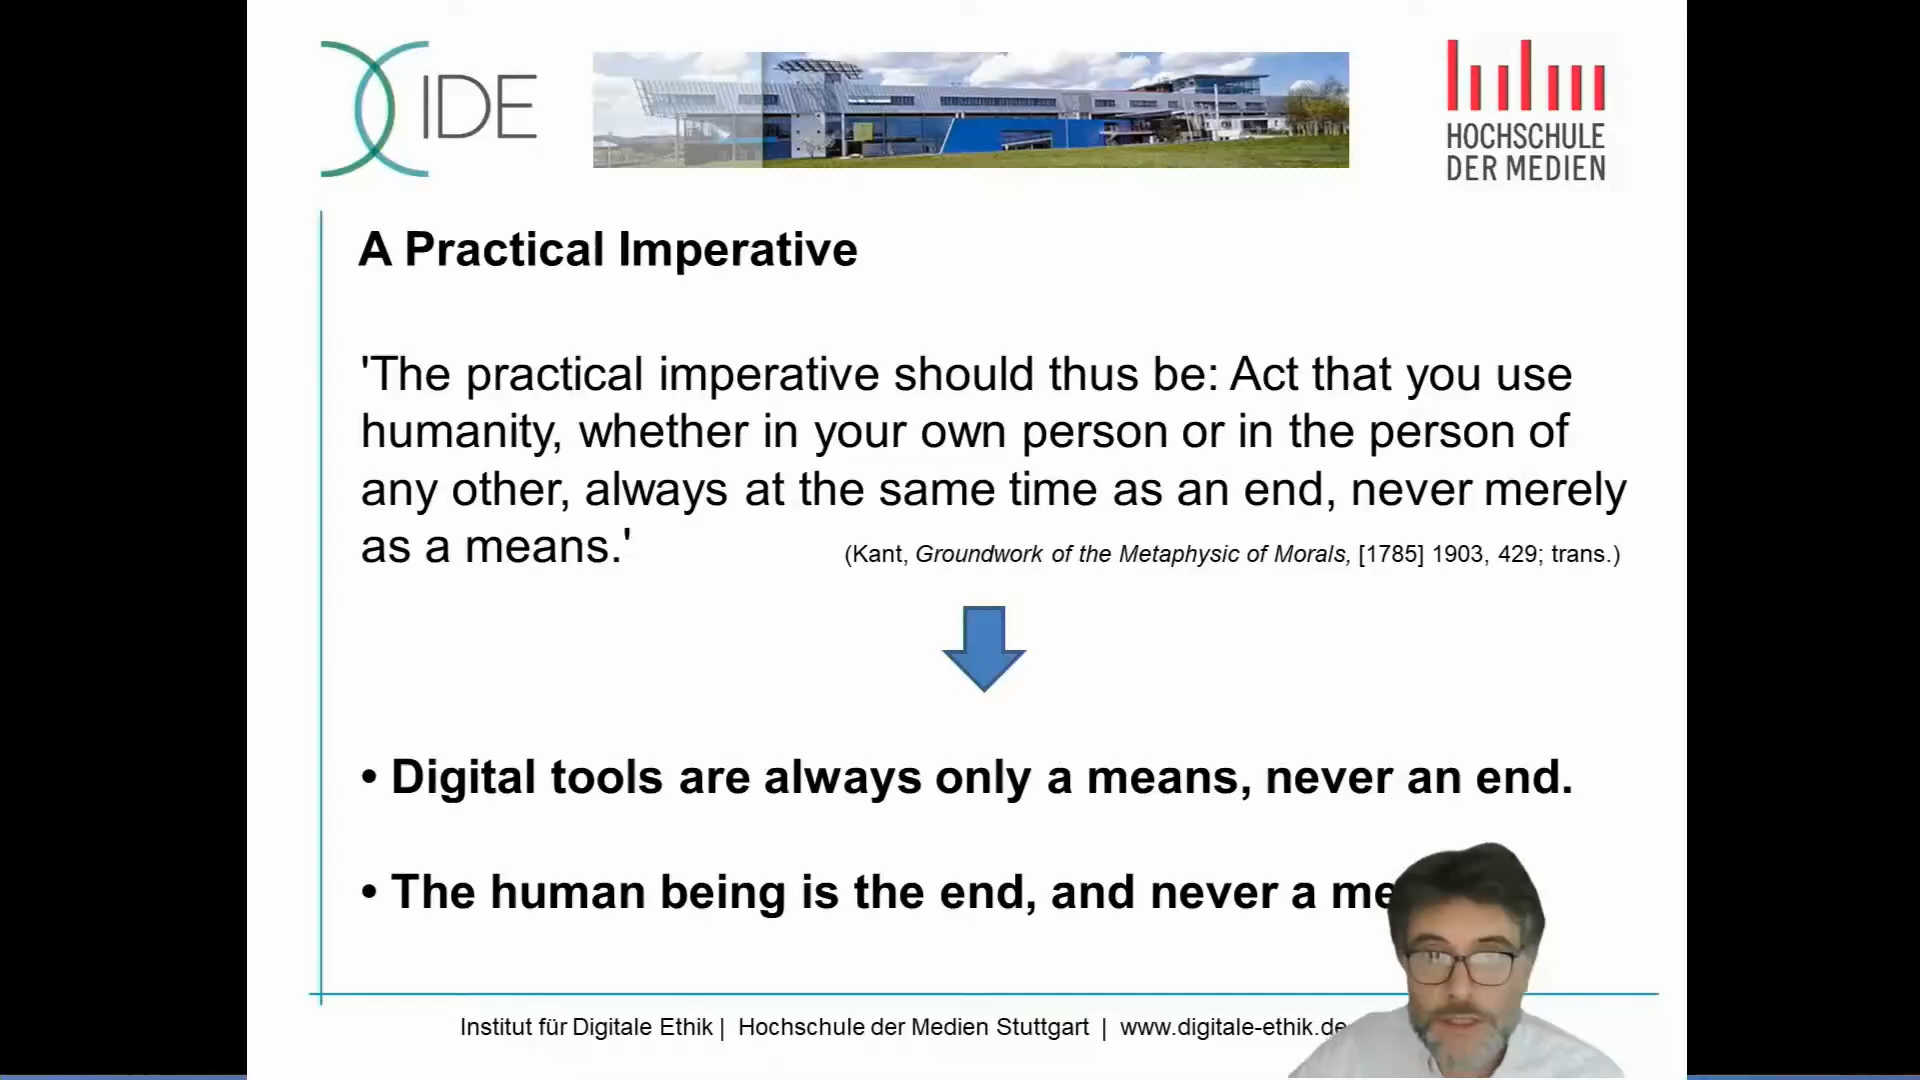 IDE
HOCHSCHULE
DER MEDIEN
A Practical Imperative
'The practical imperative should thus be: Act that you use
humanity, whether in your own person or in the person of
any other, always at the same time as an end, never merely
as a means.'
(Kant, Groundwork of the Metaphysic of Morals, [1785] 1903, 429; trans.)
• Digital tools are always only a means, never an end.
• The human being is the end, and never a
Institut für Digitale Ethik | Hochschule der Medien Stuttgart | www.digitale-ethik.de